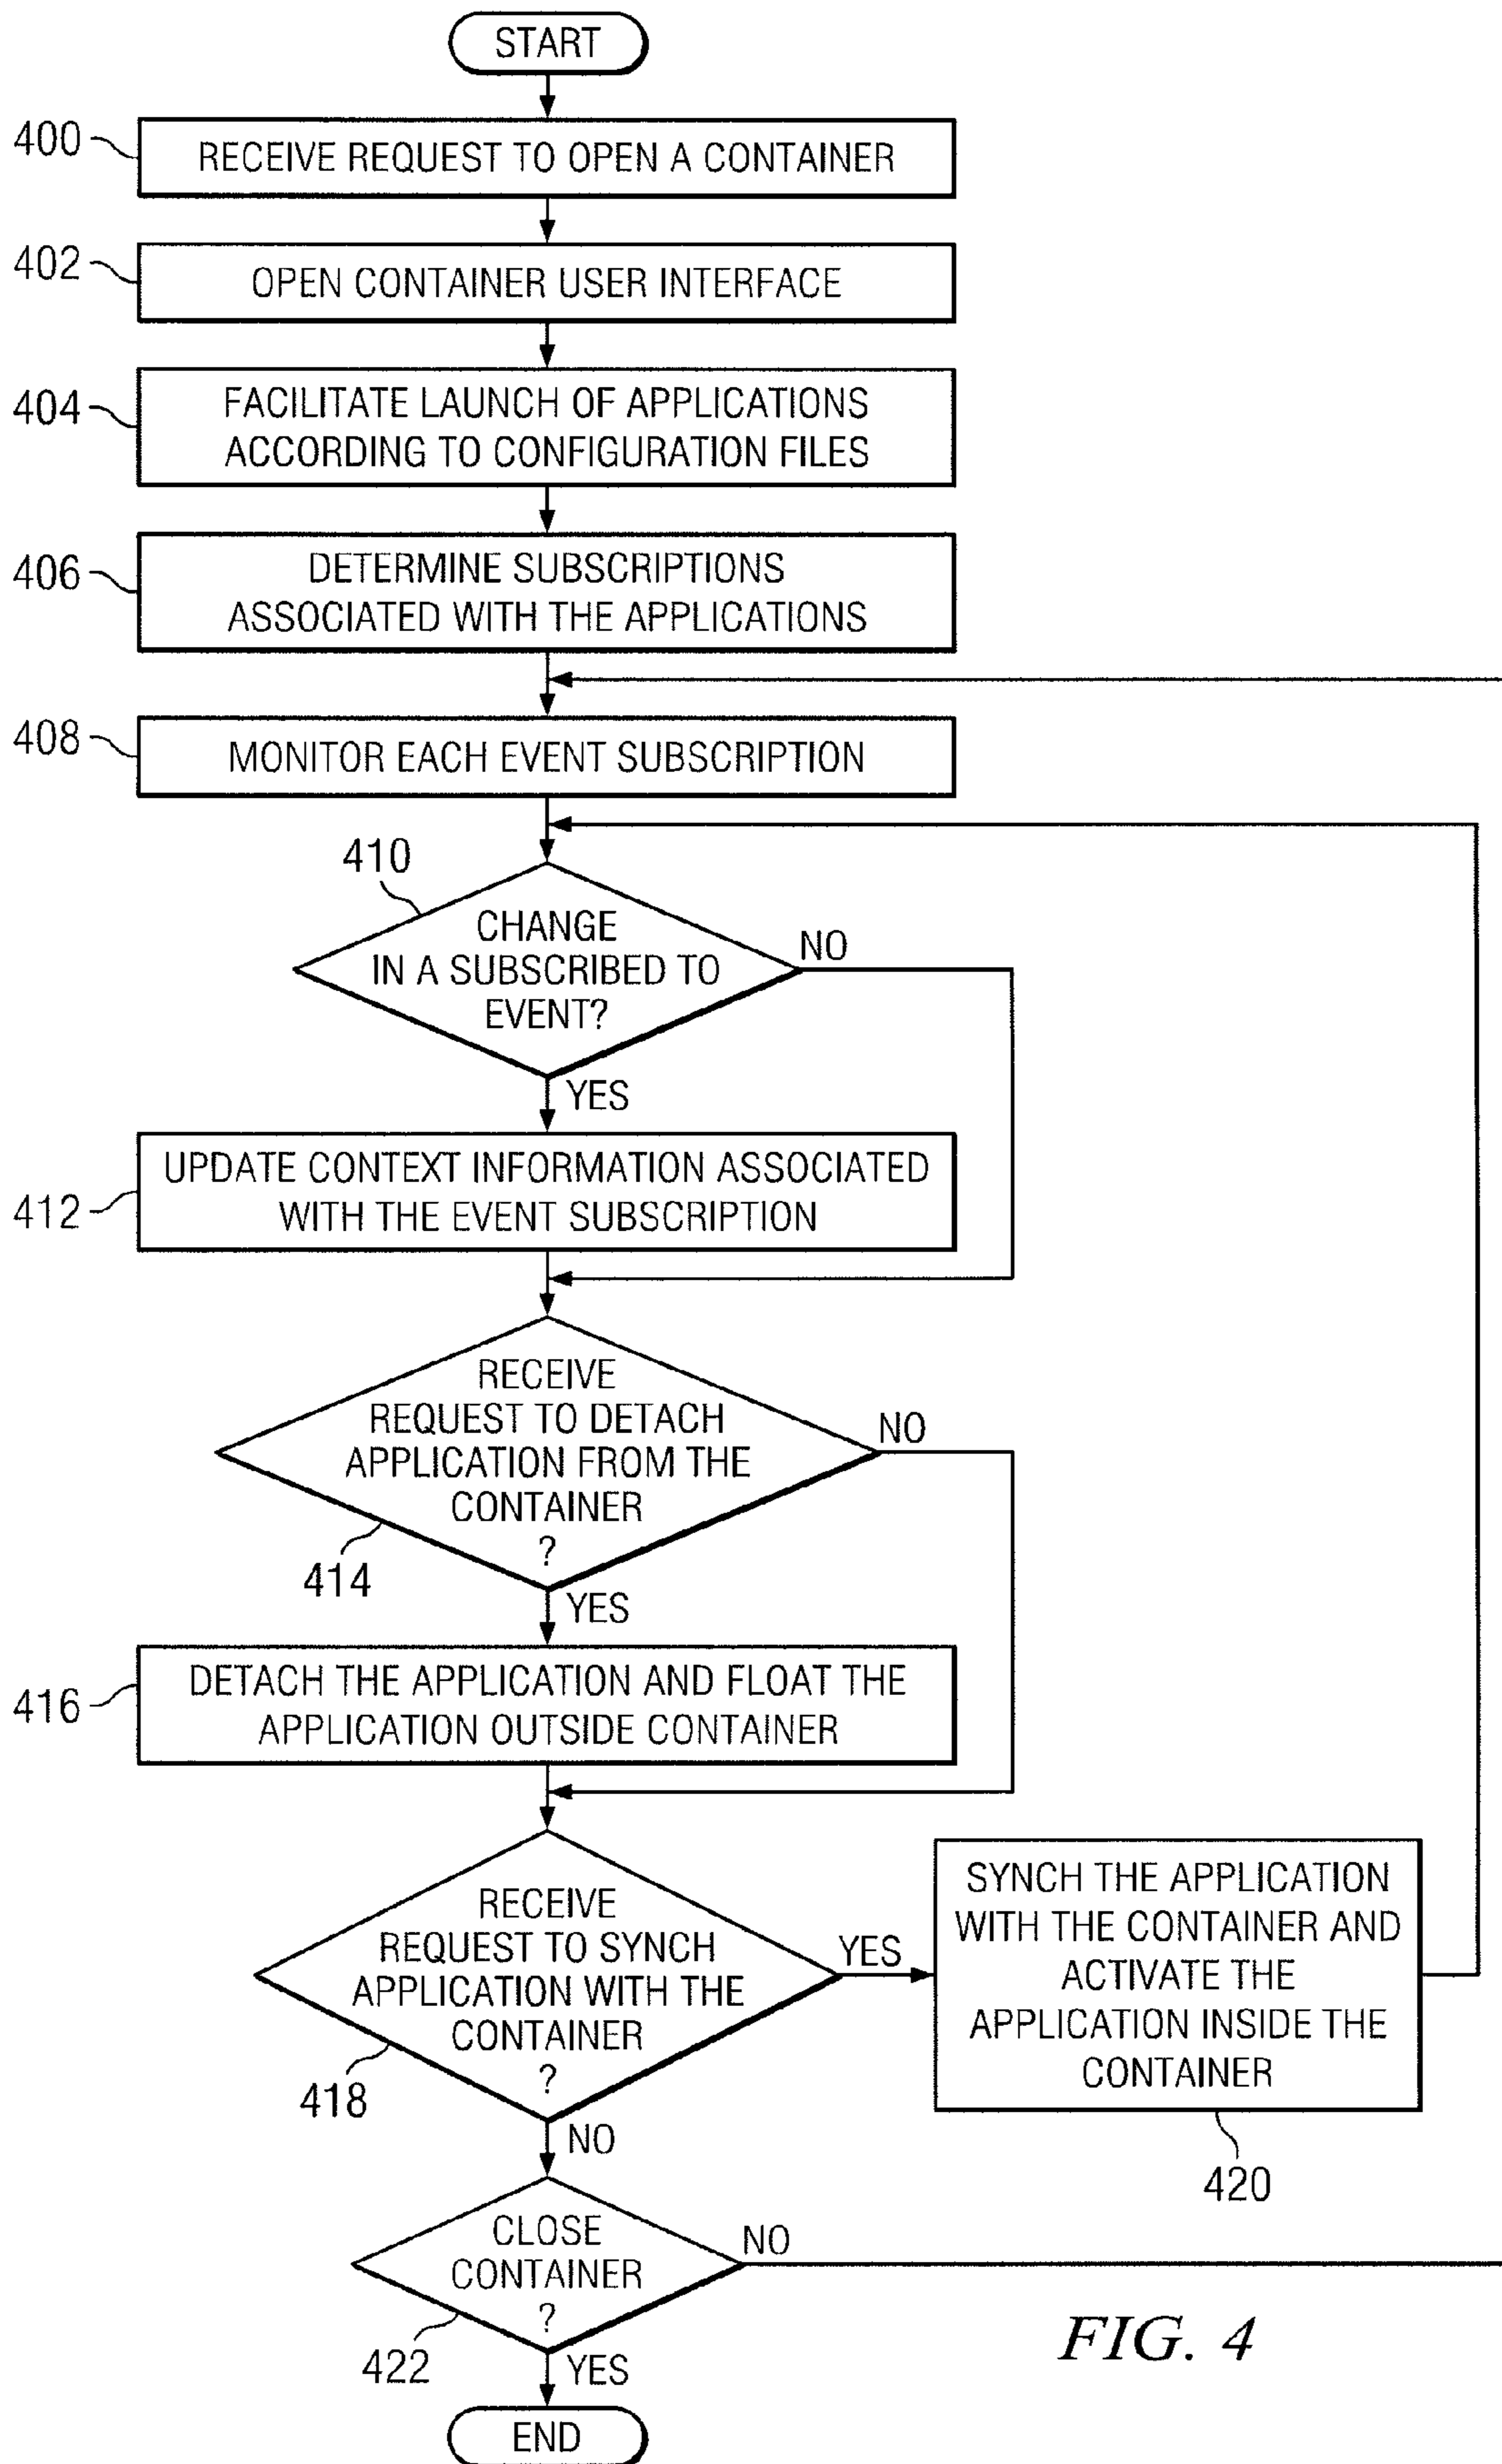 START
400
RECEIVE REQUEST TO OPEN A CONTAINER
402
OPEN CONTAINER USER INTERFACE
404
FACILITATE LAUNCH OF APPLICATIONS
ACCORDING TO CONFIGURATION FILES
406
DETERMINE SUBSCRIPTIONS
ASSOCIATED WITH THE APPLICATIONS
408
MONITOR EACH EVENT SUBSCRIPTION
410
CHANGE
IN A SUBSCRIBED TO
EVENT?
NO
YES
412
UPDATE CONTEXT INFORMATION ASSOCIATED
WITH THE EVENT SUBSCRIPTION
RECEIVE
REQUEST TO DETACH
APPLICATION FROM THE
CONTAINER
?
NO
414
YES
416
DETACH THE APPLICATION AND FLOAT THE
APPLICATION OUTSIDE CONTAINER
RECEIVE
REQUEST TO SYNCH
APPLICATION WITH THE
CONTAINER
?
YES
418
NO
SYNCH THE APPLICATION
WITH THE CONTAINER AND
ACTIVATE THE
APPLICATION INSIDE THE
CONTAINER
420
CLOSE
CONTAINER
?
NO
422
YES
END
FIG. 4